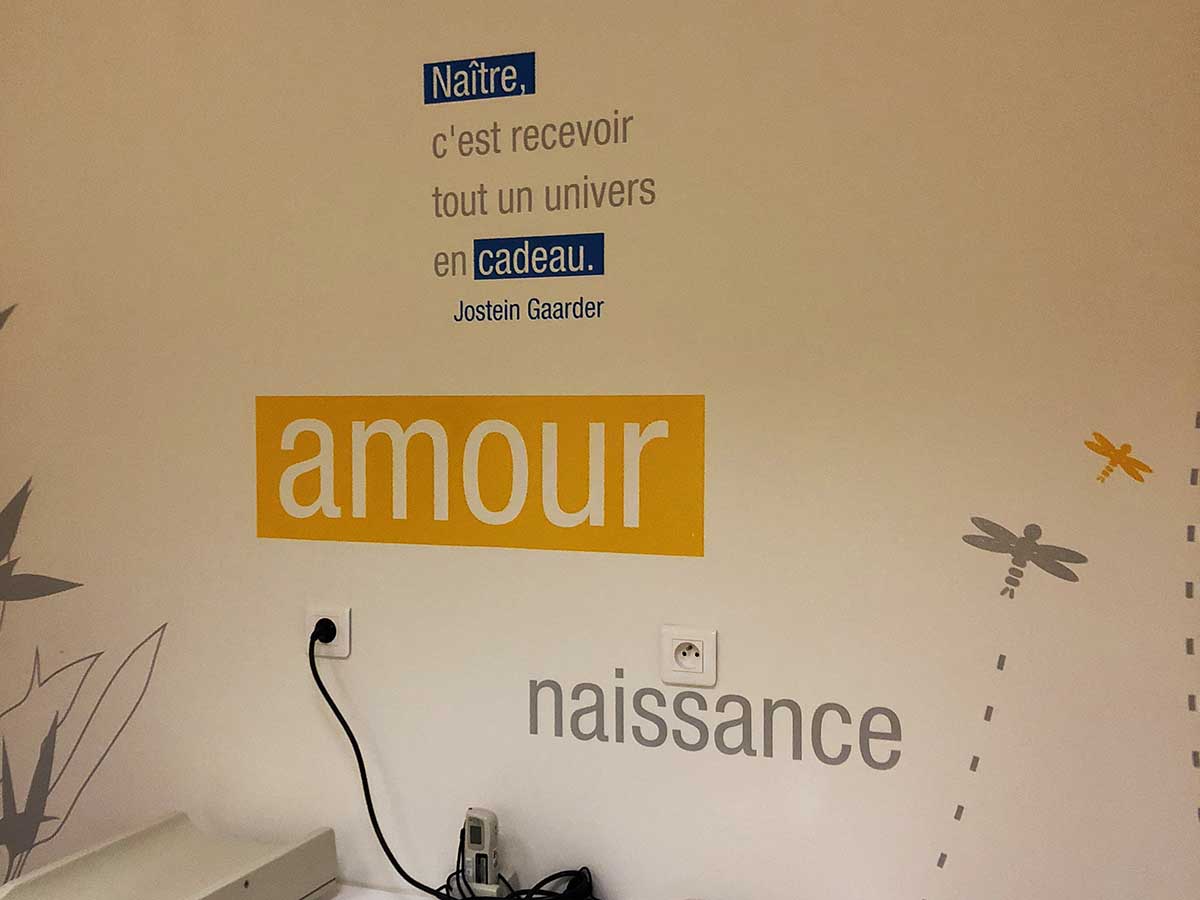 Naître,
c'est recevoir
tout un univers
en cadeau.
Jostein Gaarder
amour
naissance